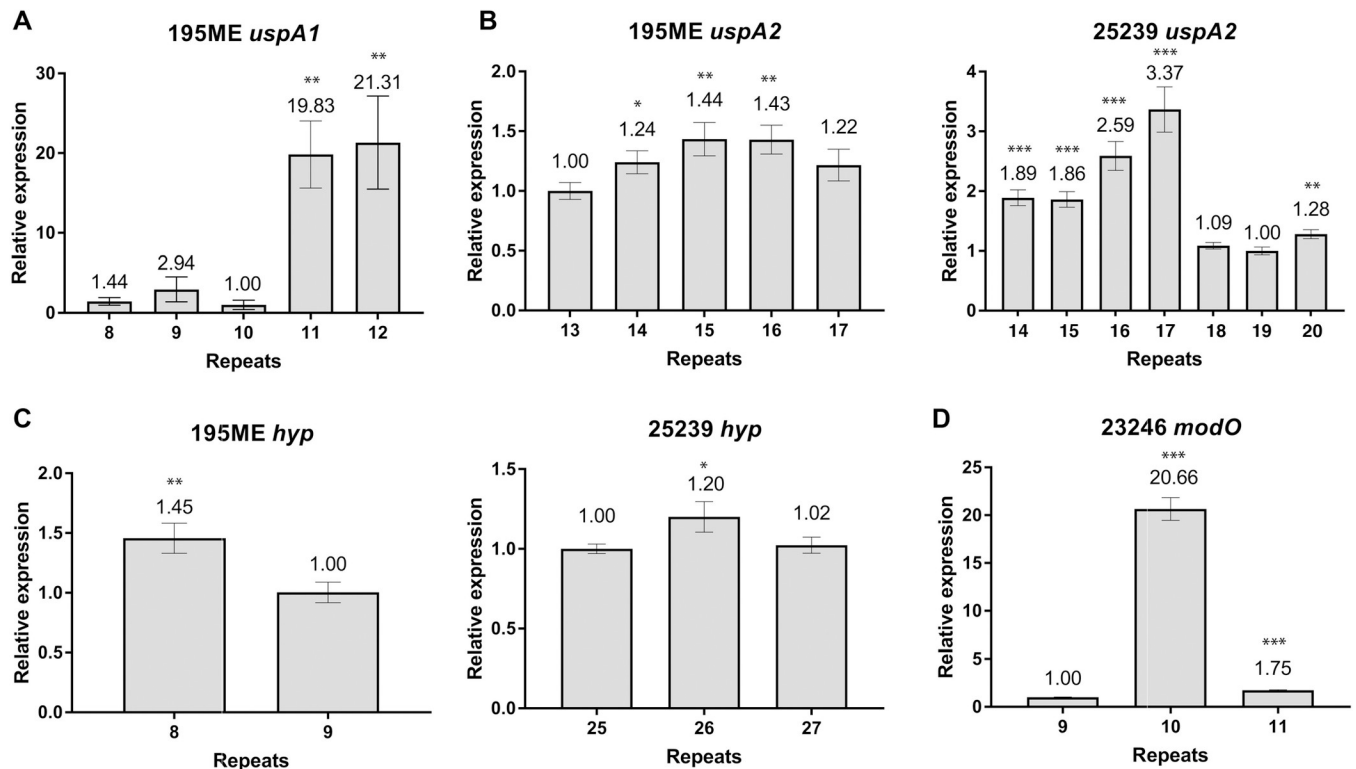 A
195ME uspA1
Relative expression
30
20
10
0
1.44
2.94
1.00
**
19.83
**
21.31
8 9 10 11 12
Repeats
B
195ME uspA2
Relative expression
2.0
1.5
1.0
0.5
0.0
1.00
*
1.24
**
1.44
**
1.43
1.22
13 14 15 16 17
Repeats
25239 uspA2
Relative expression
4
3
2
1
0
***
1.89
***
1.86
***
2.59
***
3.37
1.09
1.00
**
1.28
14 15 16 17 18 19 20
Repeats
C
195ME hyp
Relative expression
2.0
1.5
1.0
0.5
0.0
**
1.45
1.00
8 9
Repeats
25239 hyp
Relative expression
1.5
1.0
0.5
0.0
1.00
*
1.20
1.02
25 26 27
Repeats
D
23246 modO
Relative expression
25
20
15
10
5
0
1.00
***
20.66
***
1.75
9 10 11
Repeats